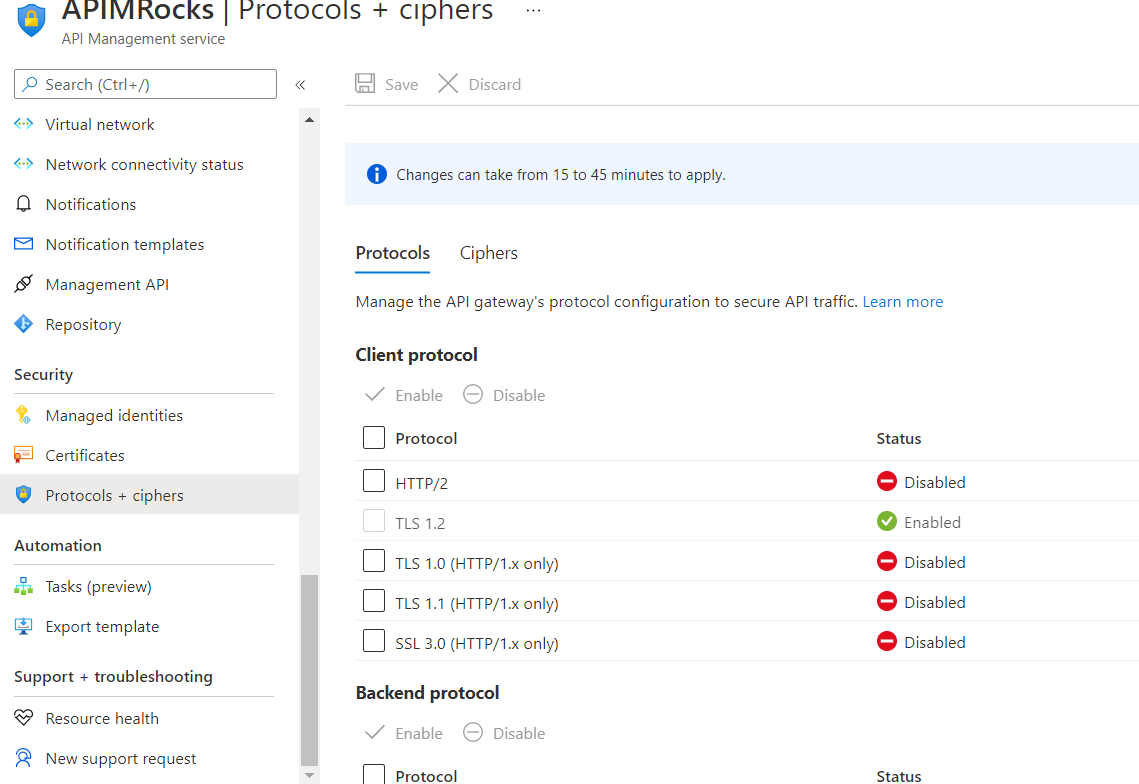 APIMRocks | Protocols + ciphers ...
API Management service
Search (Ctrl+/)
«
Virtual network
Network connectivity status
Notifications
Notification templates
Management API
Repository
Security
Managed identities
Certificates
Protocols + ciphers
Automation
Tasks (preview)
Export template
Support + troubleshooting
Resource health
New support request
Save Discard
Changes can take from 15 to 45 minutes to apply.
Protocols Ciphers
Manage the API gateway's protocol configuration to secure API traffic. Learn more
Client protocol
Enable Disable
Protocol Status
HTTP/2 Disabled
TLS 1.2 Enabled
TLS 1.0 (HTTP/1.x only) Disabled
TLS 1.1 (HTTP/1.x only) Disabled
SSL 3.0 (HTTP/1.x only) Disabled
Backend protocol
Enable Disable
Protocol Status